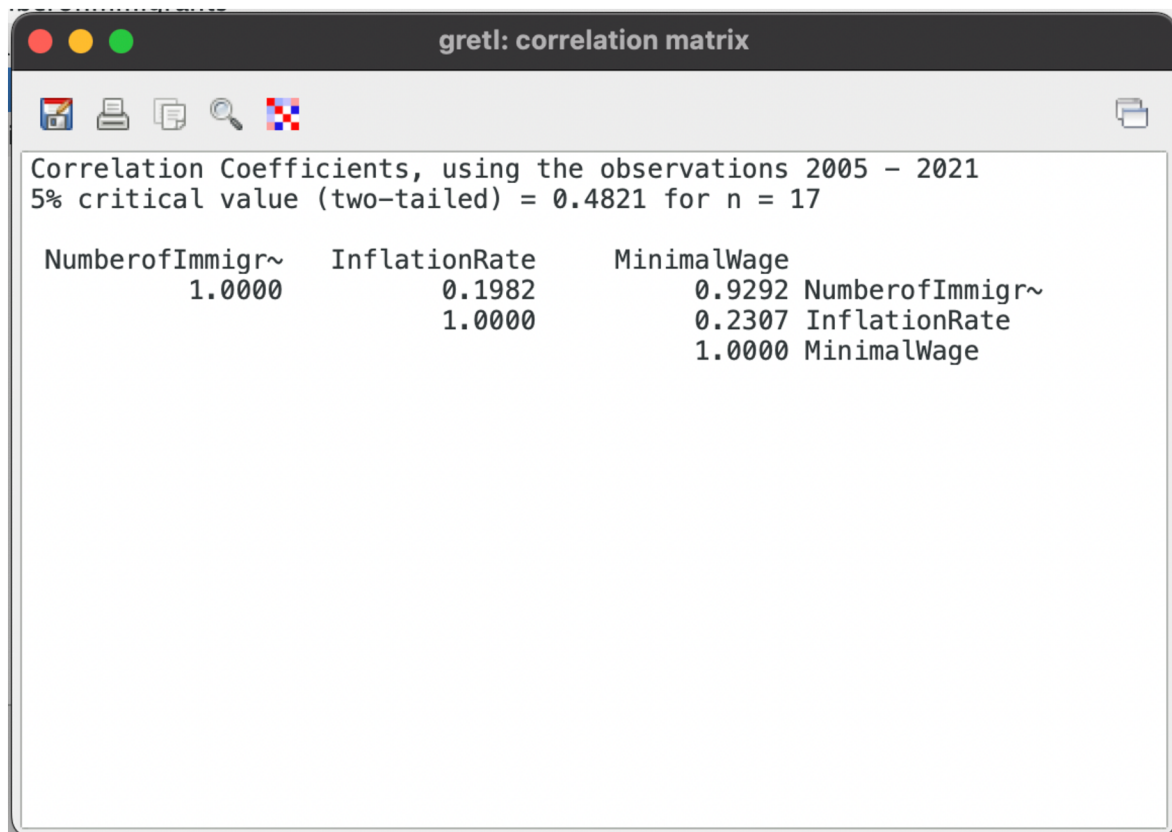 gretl: correlation matrix
Correlation Coefficients, using the observations 2005 – 2021
5% critical value (two-tailed) = 0.4821 for n = 17
NumberofImmigr~ InflationRate MinimalWage
1.0000 0.1982 0.9292 NumberofImmigr~
1.0000 0.2307 InflationRate
1.0000 MinimalWage